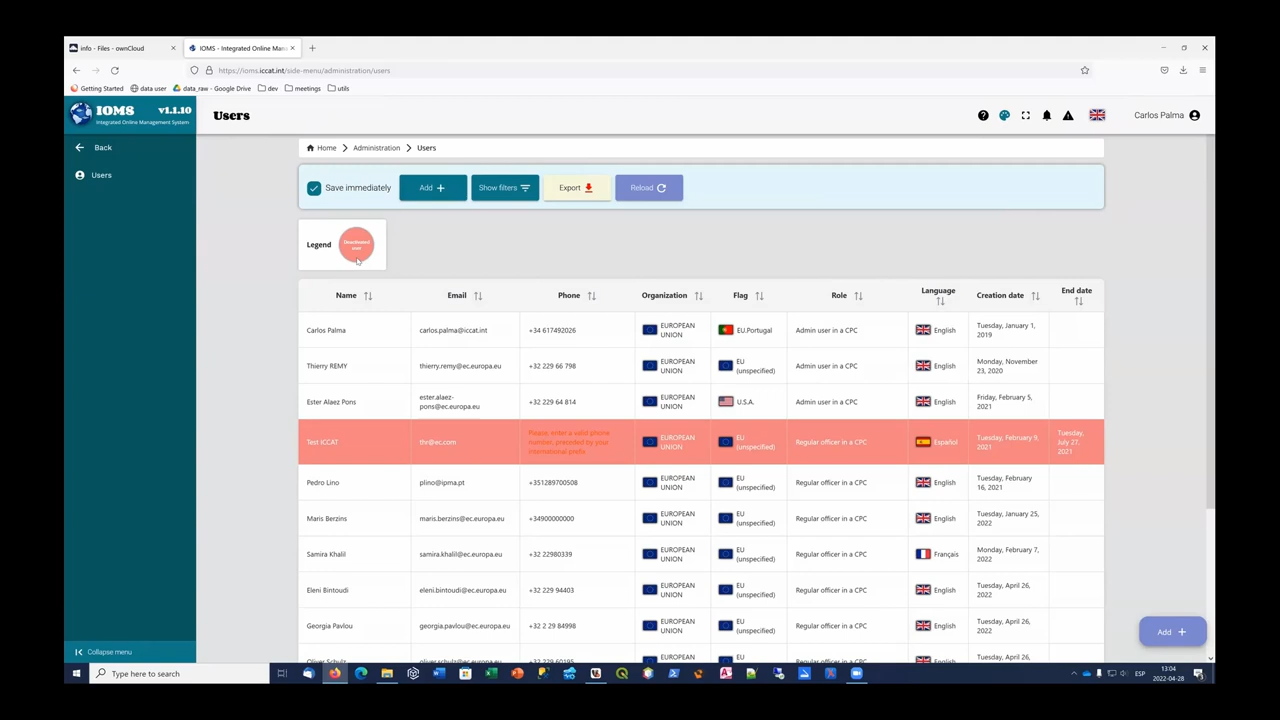 info - Files - ownCloud
IOMS - Integrated Online Man
https://ioms.iccat.int/side-menu/administration/users
Getting Started
data user
data_raw - Google Drive
dev
meetings
utils
IOMS v1.1.10
Integrated Online Management System
Users
Carlos Palma
Back
Users
Home
Administration
Users
Save immediately
Add
Show filters
Export
Reload
Legend
Deactivated
user
Name
Email
Phone
Organization
Flag
Role
Language
Creation date
End date
Carlos Palma
carlos.palma@iccat.int
+34 617492026
EUROPEAN
UNION
EU.Portugal
Admin user in a CPC
English
Tuesday, January 1,
2019
Thierry REMY
thierry.remy@ec.europa.eu
+32 229 66 798
EUROPEAN
UNION
EU
(unspecified)
Admin user in a CPC
English
Monday, November
23, 2020
Ester Alaez Pons
ester.alaez-
pons@ec.europa.eu
+32 229 64 814
EUROPEAN
UNION
U.S.A.
Admin user in a CPC
English
Friday, February 5,
2021
Test ICCAT
thr@ec.com
Please, enter a valid phone
number, preceded by your
international prefix
EUROPEAN
UNION
EU
(unspecified)
Regular officer in a CPC
Español
Tuesday, February 9,
2021
Tuesday,
July 27,
2021
Pedro Lino
plino@ipma.pt
+351289700508
EUROPEAN
UNION
EU
(unspecified)
Regular officer in a CPC
English
Tuesday, February
16, 2021
Maris Berzins
maris.berzins@ec.europa.eu
+34900000000
EUROPEAN
UNION
EU
(unspecified)
Regular officer in a CPC
English
Tuesday, January 25,
2022
Samira Khalil
samira.khalil@ec.europa.eu
+32 22980339
EUROPEAN
UNION
EU
(unspecified)
Regular officer in a CPC
Français
Monday, February 7,
2022
Eleni Bintoudi
eleni.bintoudi@ec.europa.eu
+32 229 94403
EUROPEAN
UNION
EU
(unspecified)
Regular officer in a CPC
English
Tuesday, April 26,
2022
Georgia Pavlou
georgia.pavlou@ec.europa.eu
+32 2 29 84998
EUROPEAN
UNION
EU
(unspecified)
Regular officer in a CPC
English
Tuesday, April 26,
2022
EUROPEAN
EU
Tuesday, April 26,
Add
Collapse menu
Type here to search
ESP
13:04
2022-04-28